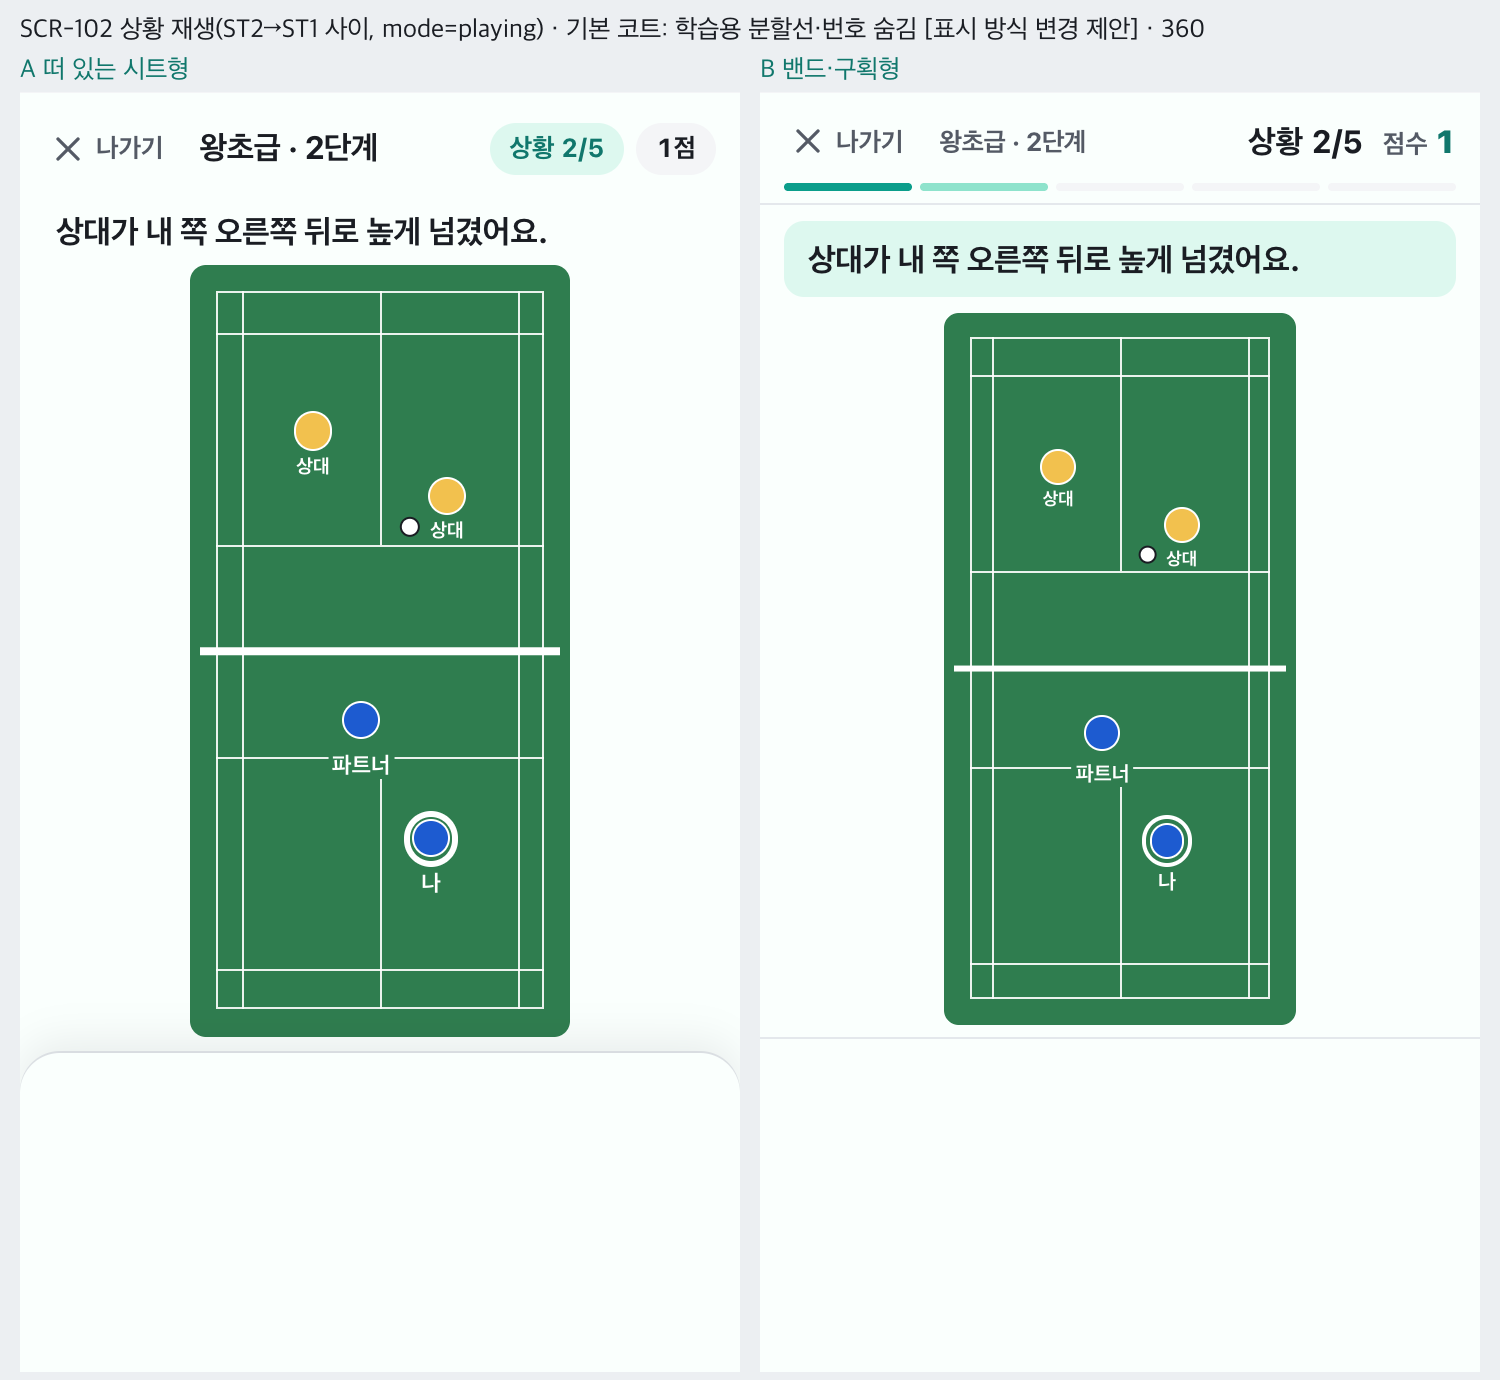 SCR-102 상황 재생(ST2→ST1 사이, mode=playing) · 기본 코트: 학습용 분할선·번호 숨김 [표시 방식 변경 제안] · 360
A 떠 있는 시트형
나가기 왕초급 · 2단계 상황 2/5 1점
상대가 내 쪽 오른쪽 뒤로 높게 넘겼어요.
상대
상대
파트너
나
B 밴드·구획형
나가기 왕초급 · 2단계 상황 2/5 점수 1
상대가 내 쪽 오른쪽 뒤로 높게 넘겼어요.
상대
상대
파트너
나